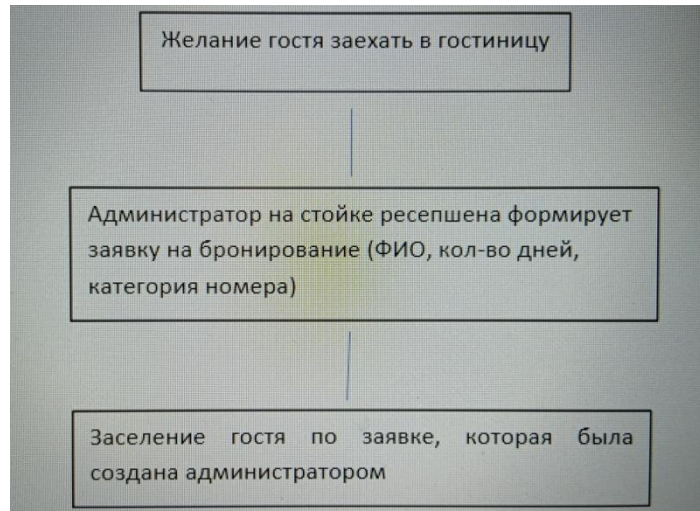 Желание гостя заехать в гостиницу
Администратор на стойке ресепшена формирует
заявку на бронирование (ФИО, кол-во дней,
категория номера)
Заселение гостя по заявке, которая была
создана администратором